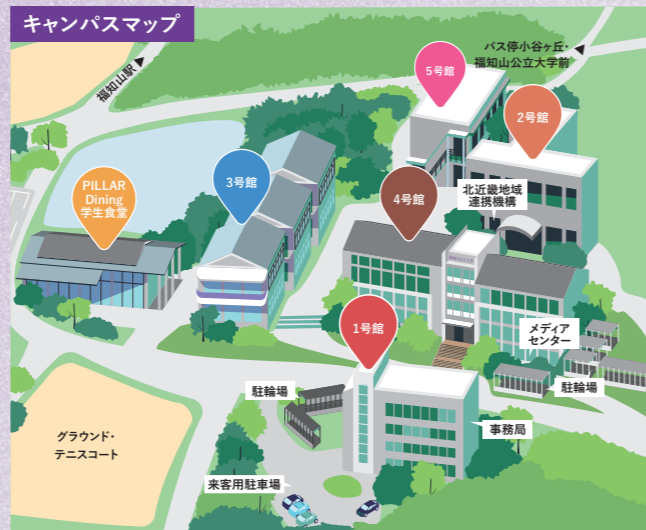 キャンパスマップ
福知山駅
バス停小谷ヶ丘・
福知山公立大学前
5号館
2号館
PILLAR
Dining
学生食堂
3号館
4号館
北近畿地域
連携機構
1号館
メディア
センター
駐輪場
駐輪場
グラウンド・
テニスコート
事務局
来客用駐車場